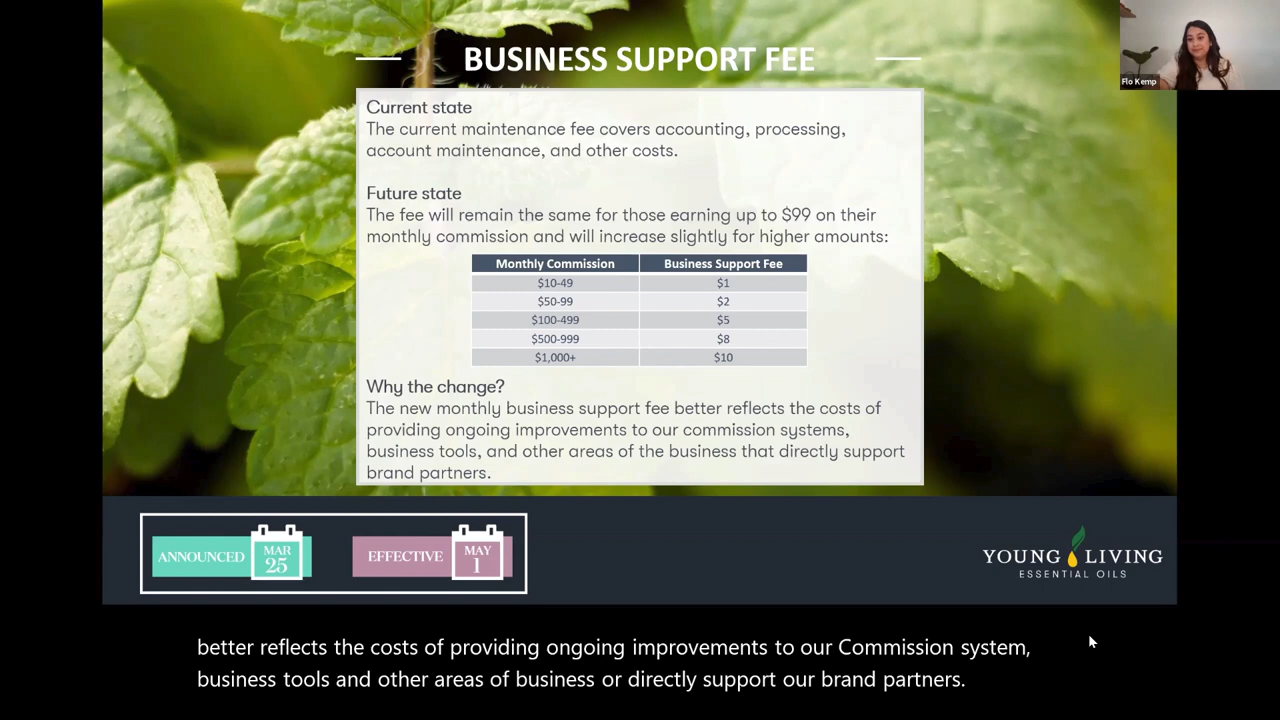 BUSINESS SUPPORT FEE
Flo Kemp
Current state
The current maintenance fee covers accounting, processing,
account maintenance, and other costs.
Future state
The fee will remain the same for those earning up to $99 on their
monthly commission and will increase slightly for higher amounts:
Monthly Commission Business Support Fee
$10-49 $1
$50-99 $2
$100-499 $5
$500-999 $8
$1,000+ $10
Why the change?
The new monthly business support fee better reflects the costs of
providing ongoing improvements to our commission systems,
business tools, and other areas of the business that directly support
brand partners.
ANNOUNCED MAR 25
EFFECTIVE MAY 1
YOUNG LIVING
ESSENTIAL OILS
better reflects the costs of providing ongoing improvements to our Commission system,
business tools and other areas of business or directly support our brand partners.